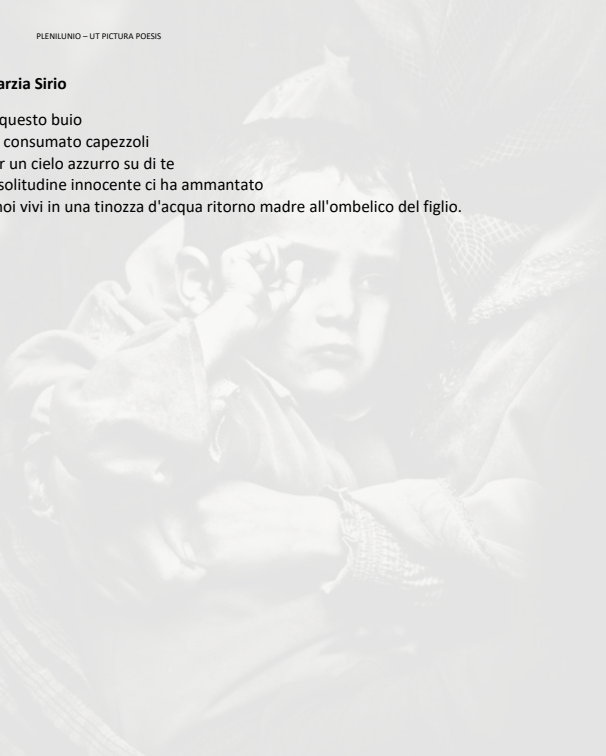 PLENILUNIO – UT PICTURA POESIS
arzia Sirio
questo buio
consumato capezzoli
r un cielo azzurro su di te
solitudine innocente ci ha ammantato
noi vivi in una tinozza d'acqua ritorno madre all'ombelico del figlio.